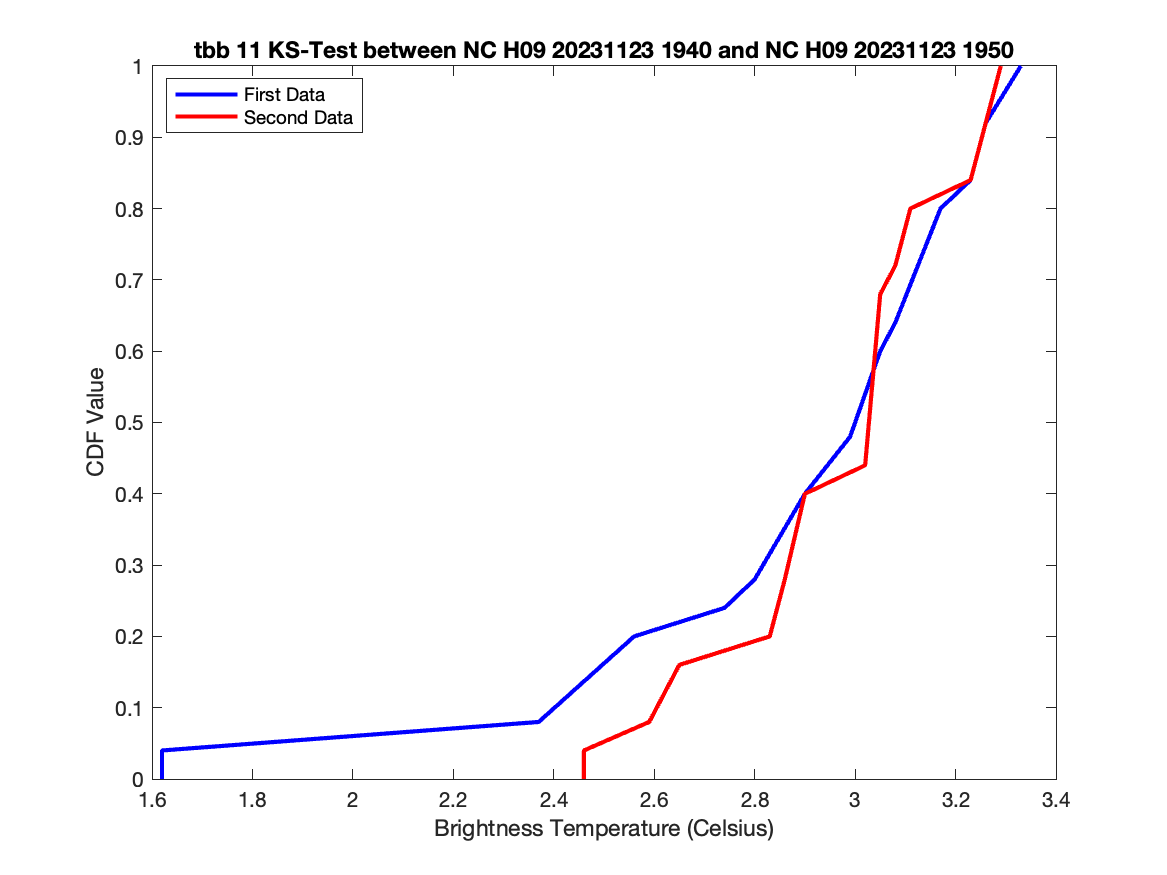 tbb 11 KS-Test between NC H09 20231123 1940 and NC H09 20231123 1950
First Data
Second Data
1
0.9
0.8
0.7
0.6
0.5
0.4
0.3
0.2
0.1
0
CDF Value
1.6 1.8 2 2.2 2.4 2.6 2.8 3 3.2 3.4
Brightness Temperature (Celsius)